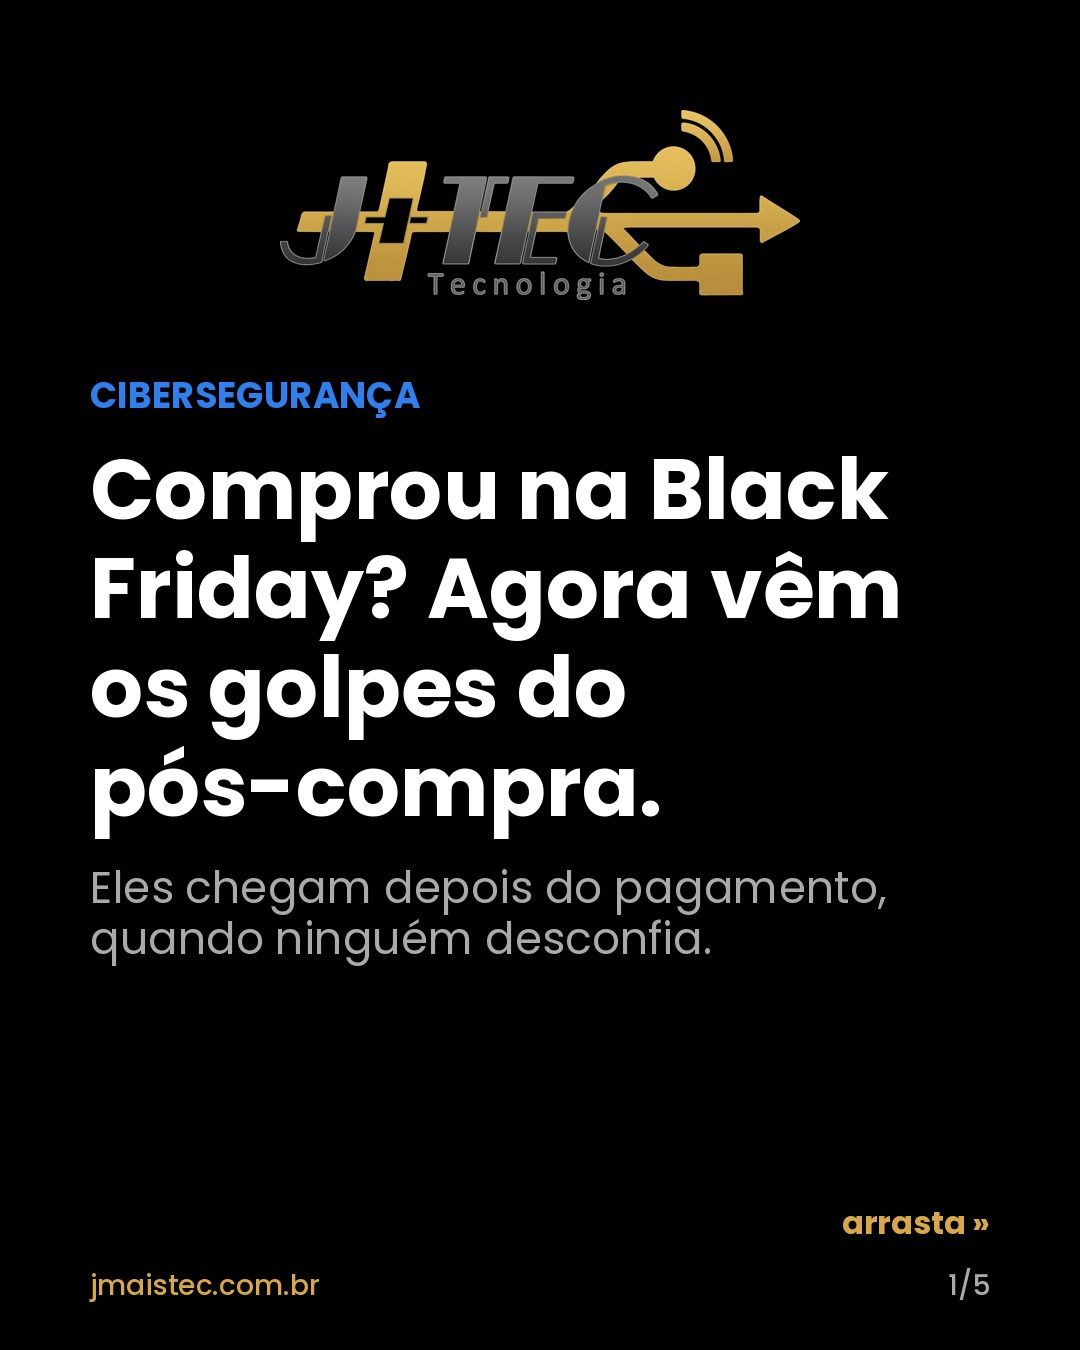 J+TEC
Tecnologia
CIBERSEGURANÇA
Comprou na Black
Friday? Agora vêm
os golpes do
pós-compra.
Eles chegam depois do pagamento,
quando ninguém desconfia.
arrasta »
jmaistec.com.br
1/5